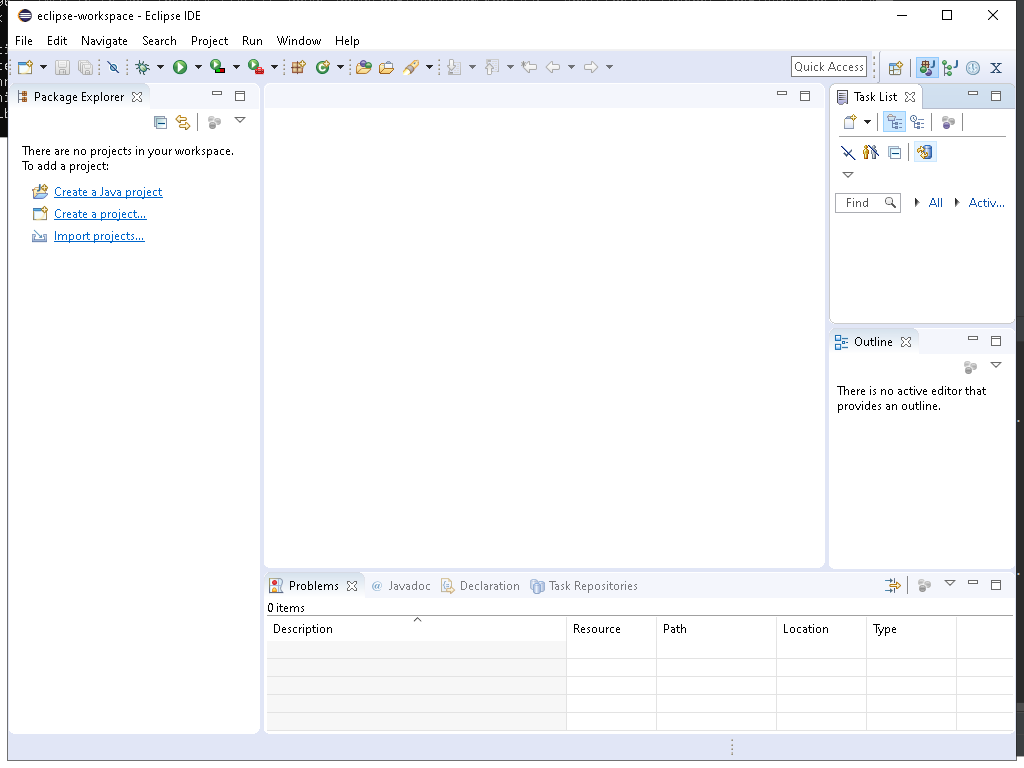 eclipse-workspace - Eclipse IDE
File Edit Navigate Search Project Run Window Help
Quick Access
Package Explorer
There are no projects in your workspace.
To add a project:
Create a Java project
Create a project...
Import projects...
Task List
Find All Activ...
Outline
There is no active editor that
provides an outline.
Problems @ Javadoc Declaration Task Repositories
0 items
Description Resource Path Location Type